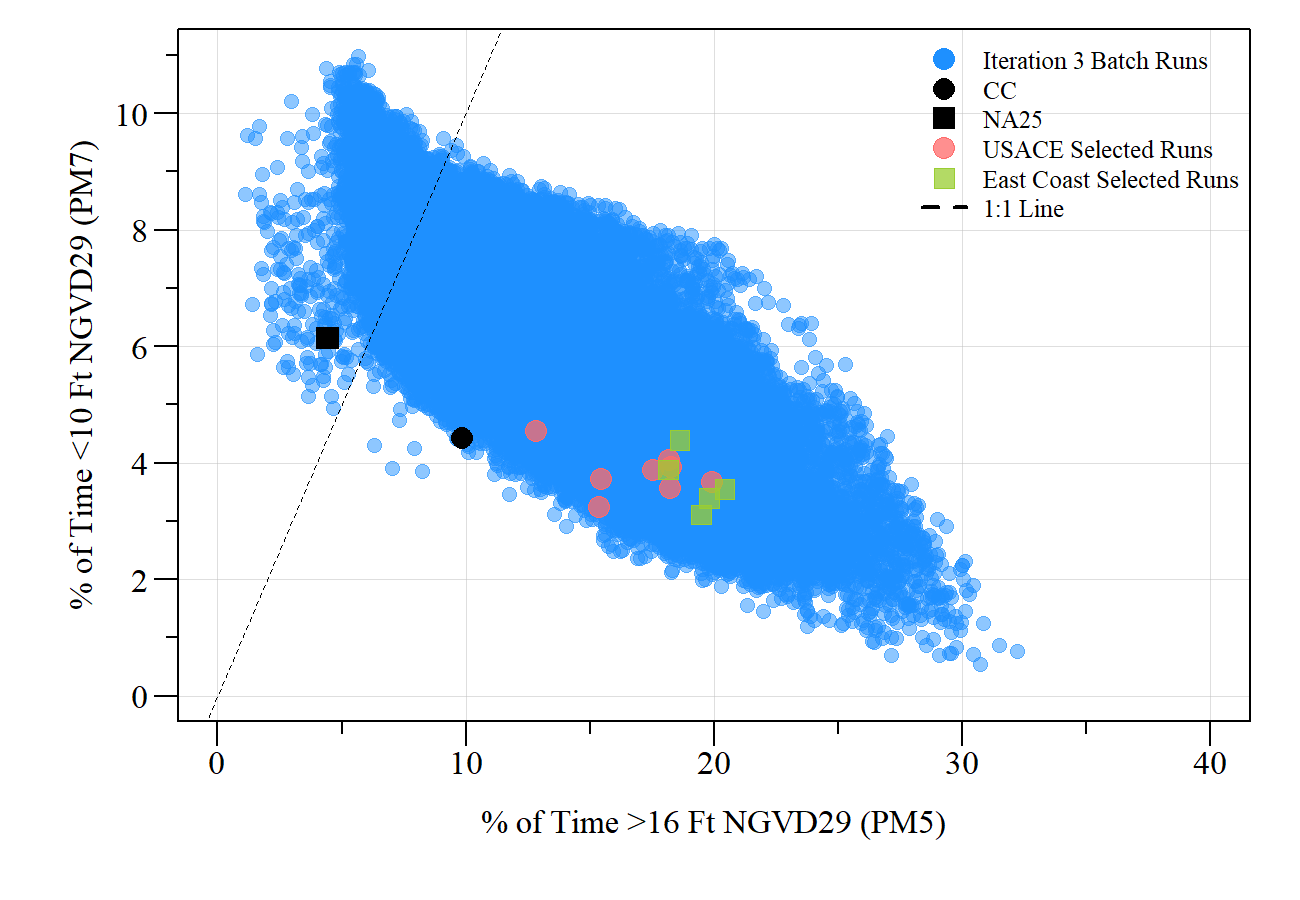 Iteration 3 Batch Runs
CC
NA25
USACE Selected Runs
East Coast Selected Runs
1:1 Line
% of Time <10 Ft NGVD29 (PM7)
10
8
6
4
2
0
0 10 20 30 40
% of Time >16 Ft NGVD29 (PM5)